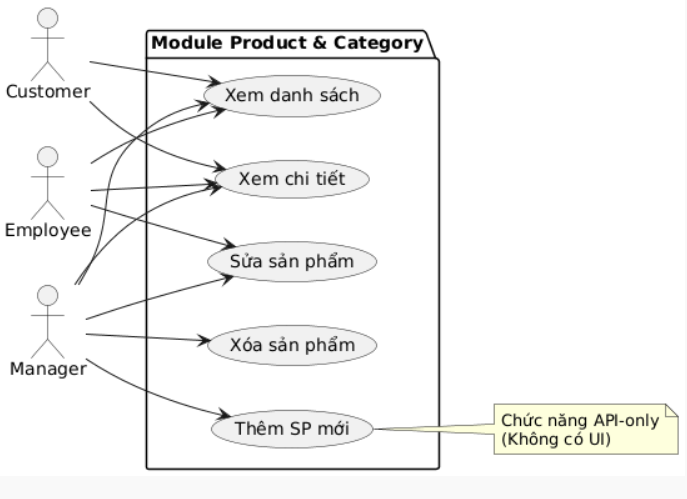 Module Product & Category
Customer
Employee
Manager
Xem danh sách
Xem chi tiết
Sửa sản phẩm
Xóa sản phẩm
Thêm SP mới
Chức năng API-only
(Không có UI)